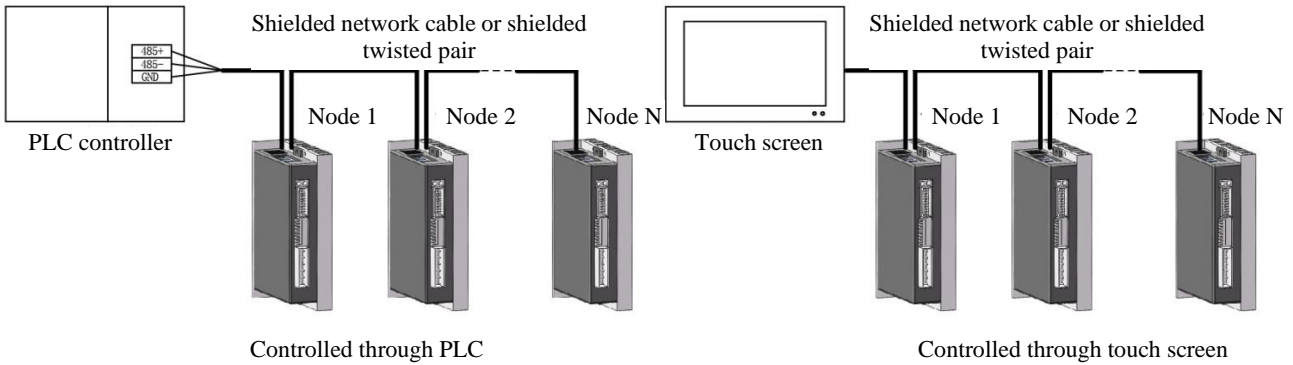 Shielded network cable or shielded
twisted pair
485+
485-
GND
Node 1
Node 2
Node N
PLC controller
Controlled through PLC
Shielded network cable or shielded
twisted pair
Node 1
Node 2
Node N
Touch screen
Controlled through touch screen